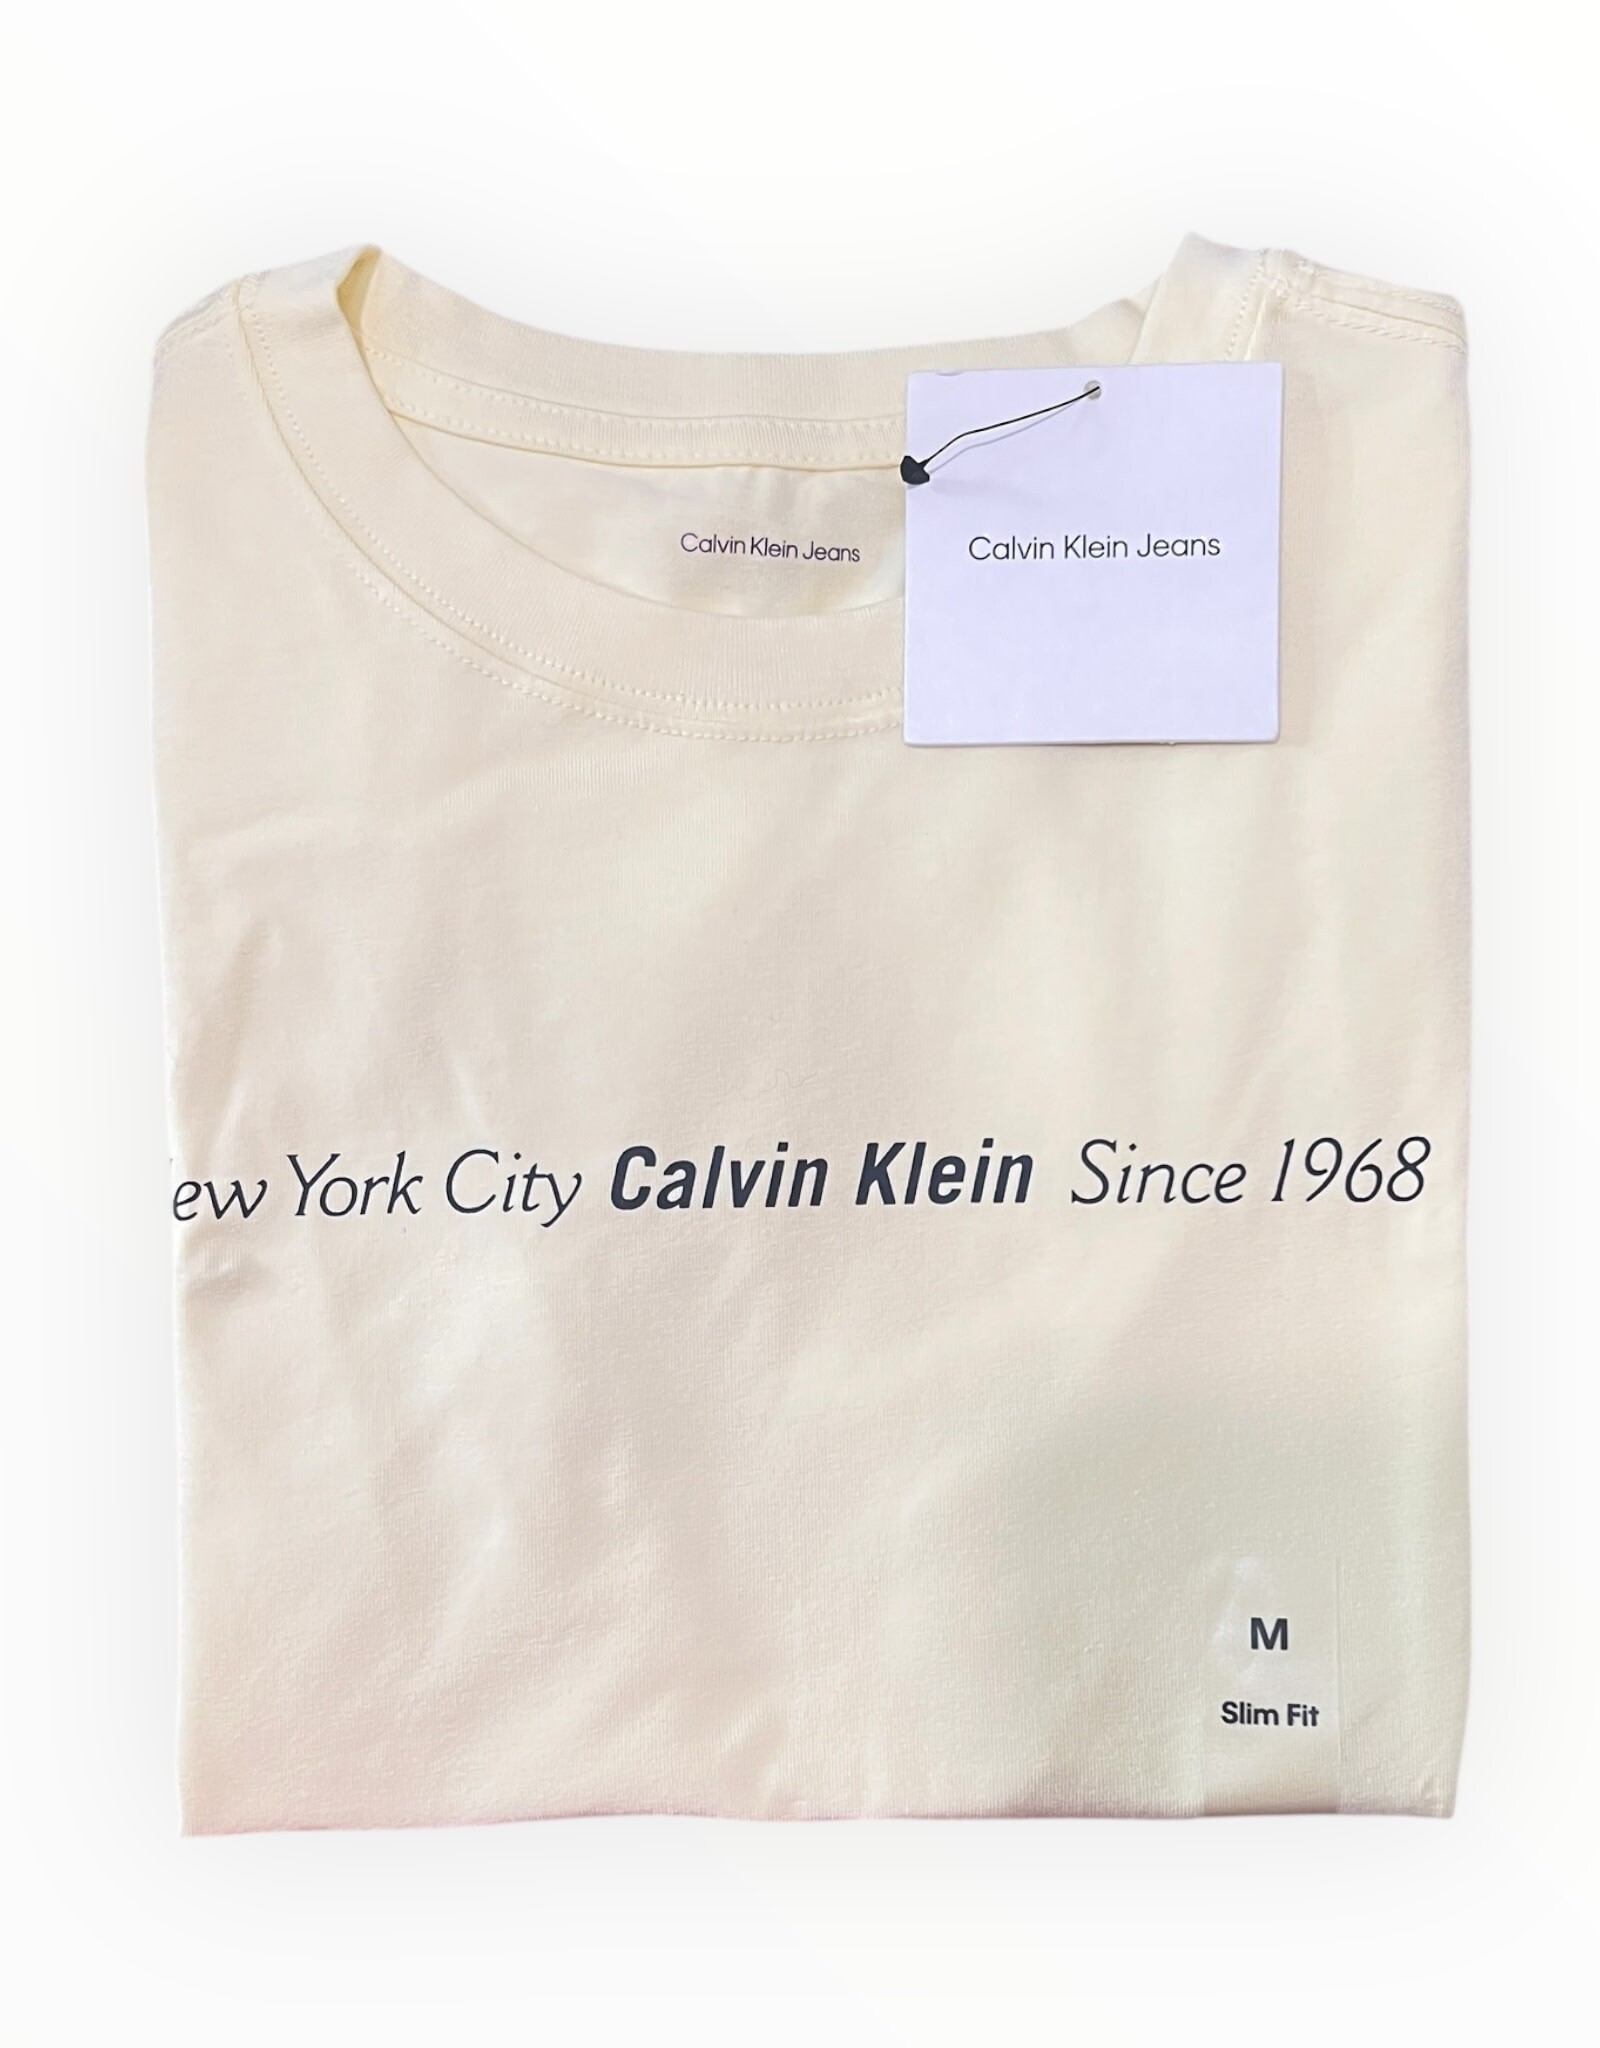 Calvin Klein Jeans
Calvin Klein Jeans
ew York City Calvin Klein Since 1968
M
Slim Fit